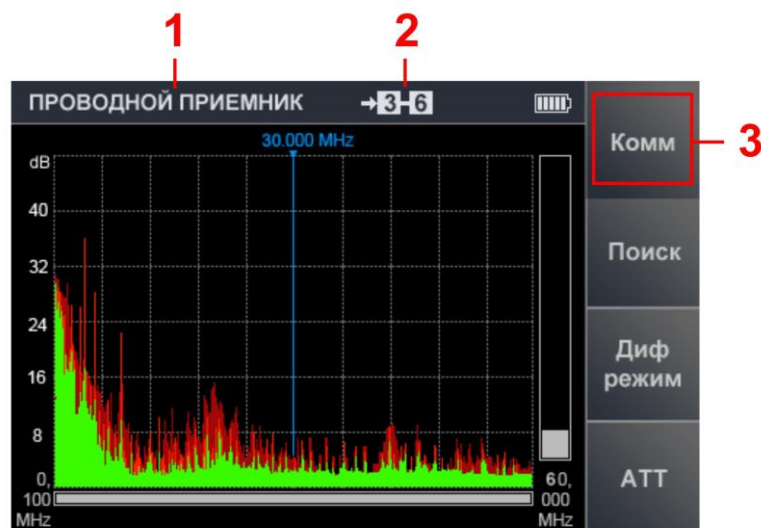 1
2
ПРОВОДНОЙ ПРИЕМНИК
→3-6
Комм
3
30.000 MHz
dB
40
32
24
16
8
0,
100
MHz
60,
000
MHz
Поиск
Диф
режим
АТТ